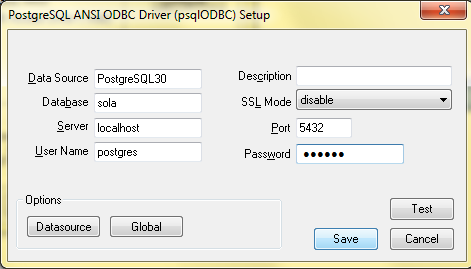 PostgreSQL ANSI ODBC Driver (psqlODBC) Setup
Data Source PostgreSQL30 Description
Database sola SSL Mode disable
Server localhost Port 5432
User Name postgres Password ••••••
Options
Datasource Global Test
Save Cancel